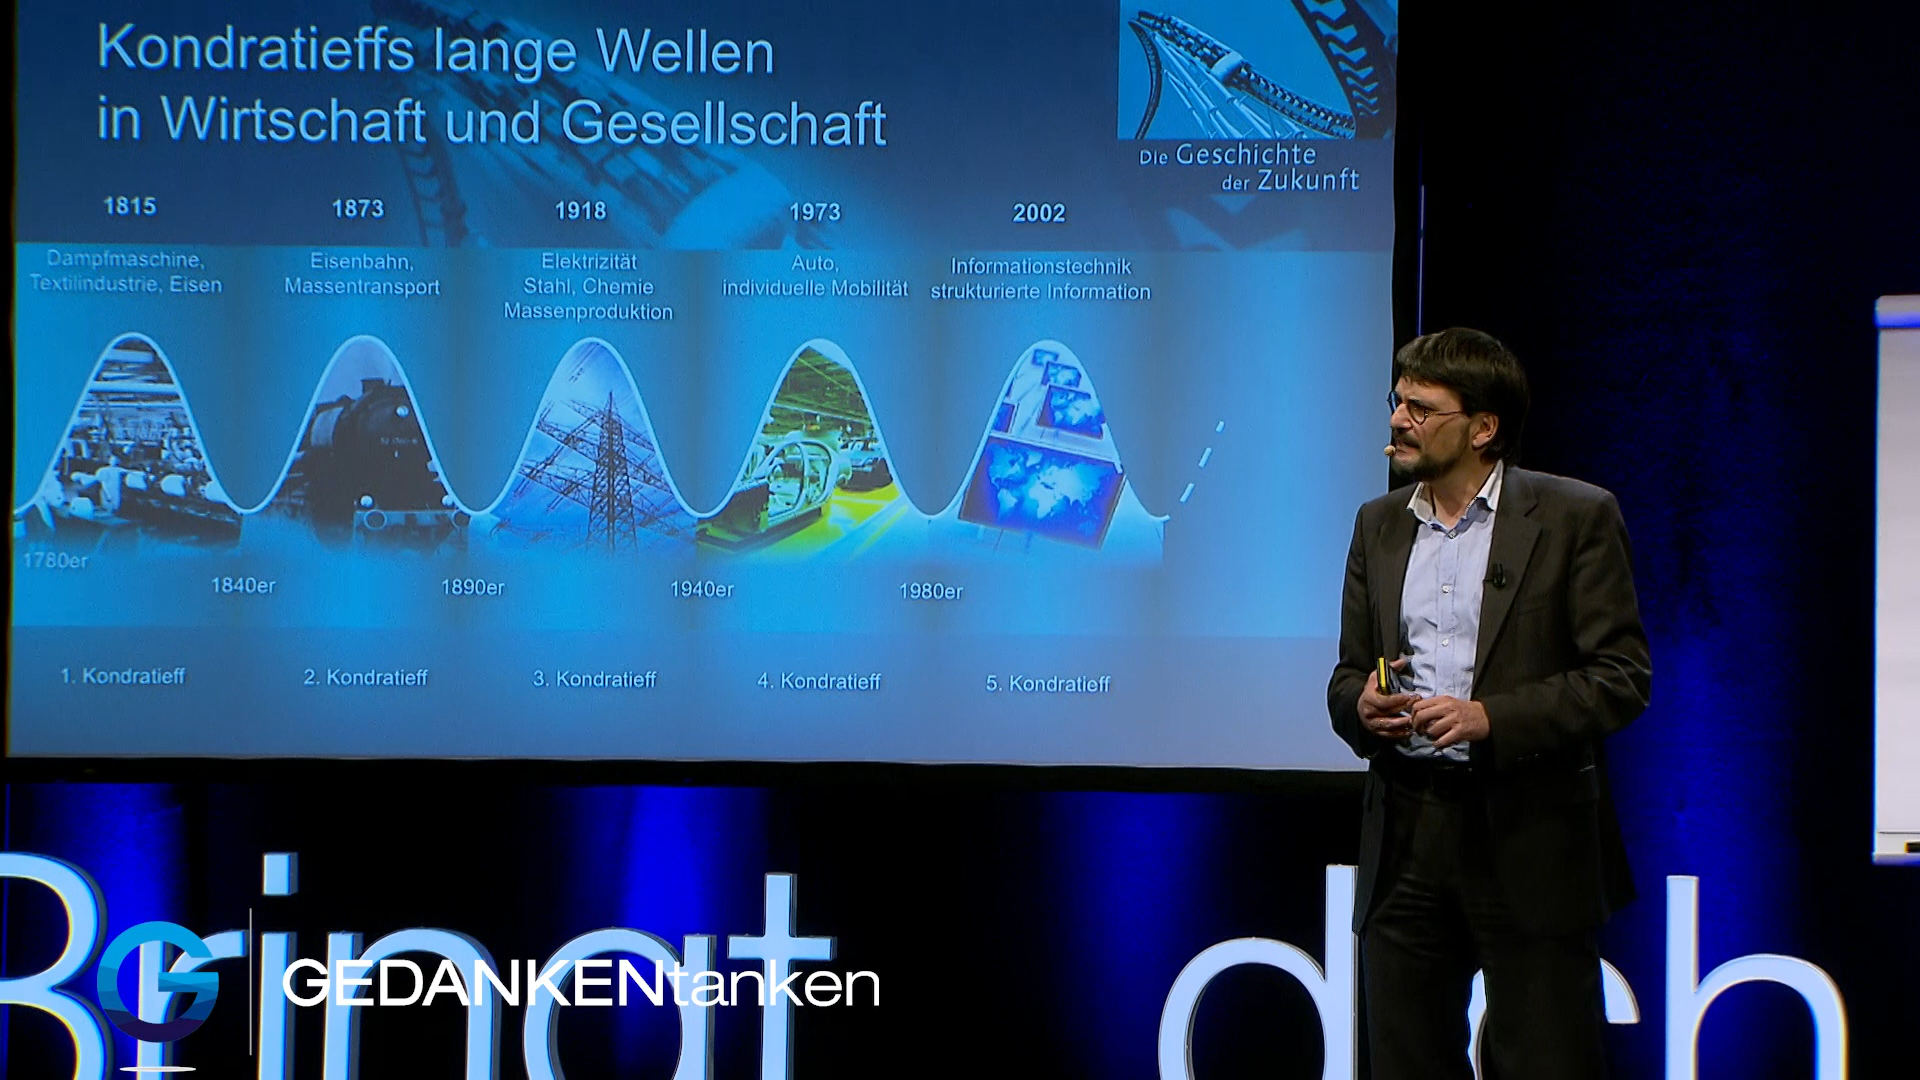 Kondratieffs lange Wellen
in Wirtschaft und Gesellschaft
Die Geschichte
der Zukunft
1815 1873 1918 1973 2002
Dampfmaschine,
Textilindustrie, Eisen
Eisenbahn,
Massentransport
Elektrizität
Stahl, Chemie
Massenproduktion
Auto,
individuelle Mobilität
Informationstechnik
strukturierte Information
1780er 1840er 1890er 1940er 1980er
1. Kondratieff 2. Kondratieff 3. Kondratieff 4. Kondratieff 5. Kondratieff
Bringt
G GEDANKENtanken